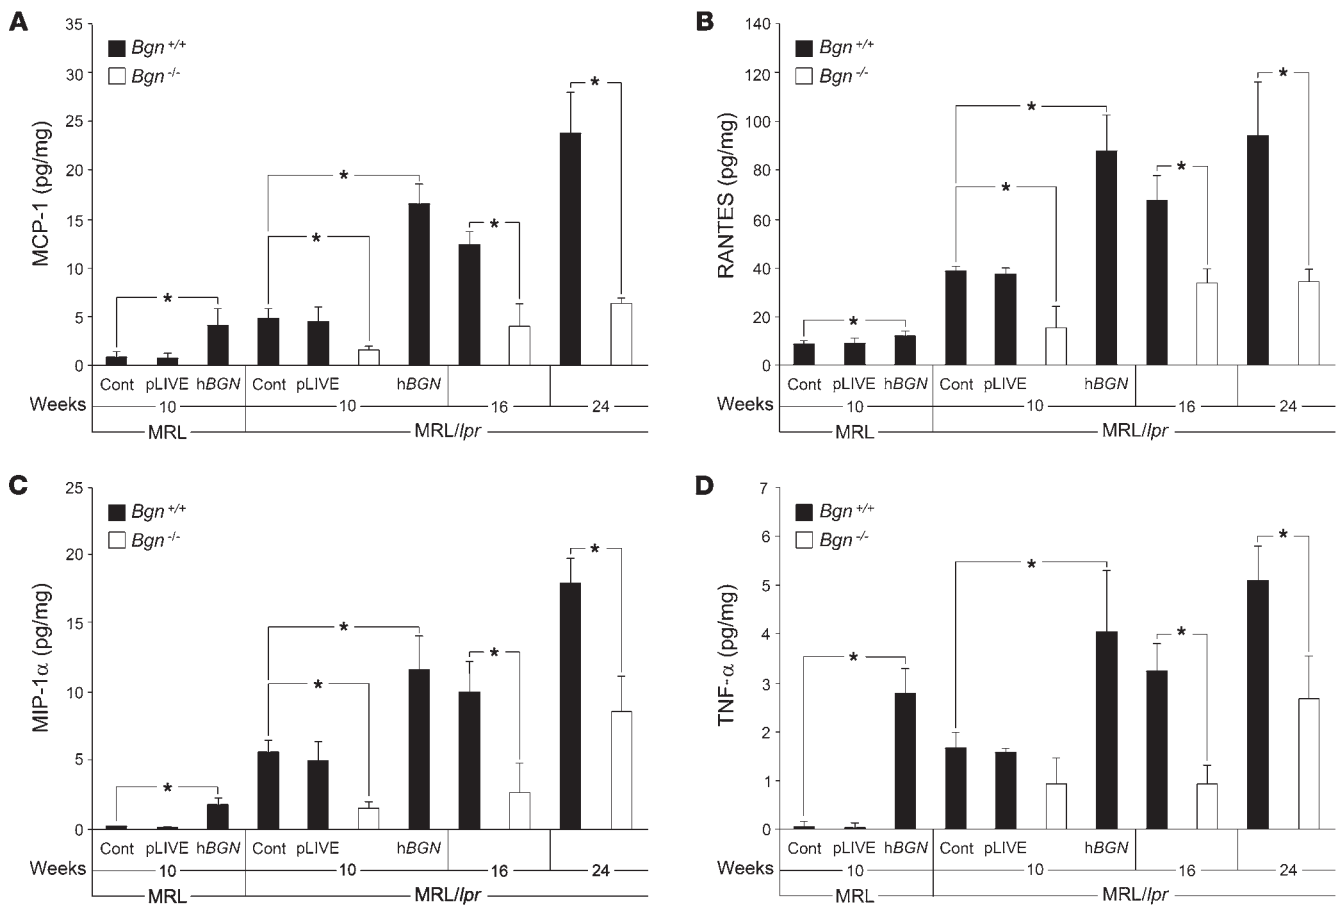 A
35
30
25
20
15
10
5
0
MCP-1 (pg/mg)
Bgn +/+
Bgn -/-
* * * * *
Cont pLIVE hBGN Cont pLIVE hBGN
Weeks 10 10 16 24
MRL MRL/lpr
B
140
120
100
80
60
40
20
0
RANTES (pg/mg)
Bgn +/+
Bgn -/-
* * * * *
Cont pLIVE hBGN Cont pLIVE hBGN
Weeks 10 10 16 24
MRL MRL/lpr
C
25
20
15
10
5
0
MIP-1α (pg/mg)
Bgn +/+
Bgn -/-
* * * * *
Cont pLIVE hBGN Cont pLIVE hBGN
Weeks 10 10 16 24
MRL MRL/lpr
D
7
6
5
4
3
2
1
0
TNF-α (pg/mg)
Bgn +/+
Bgn -/-
* * * *
Cont pLIVE hBGN Cont pLIVE hBGN
Weeks 10 10 16 24
MRL MRL/lpr